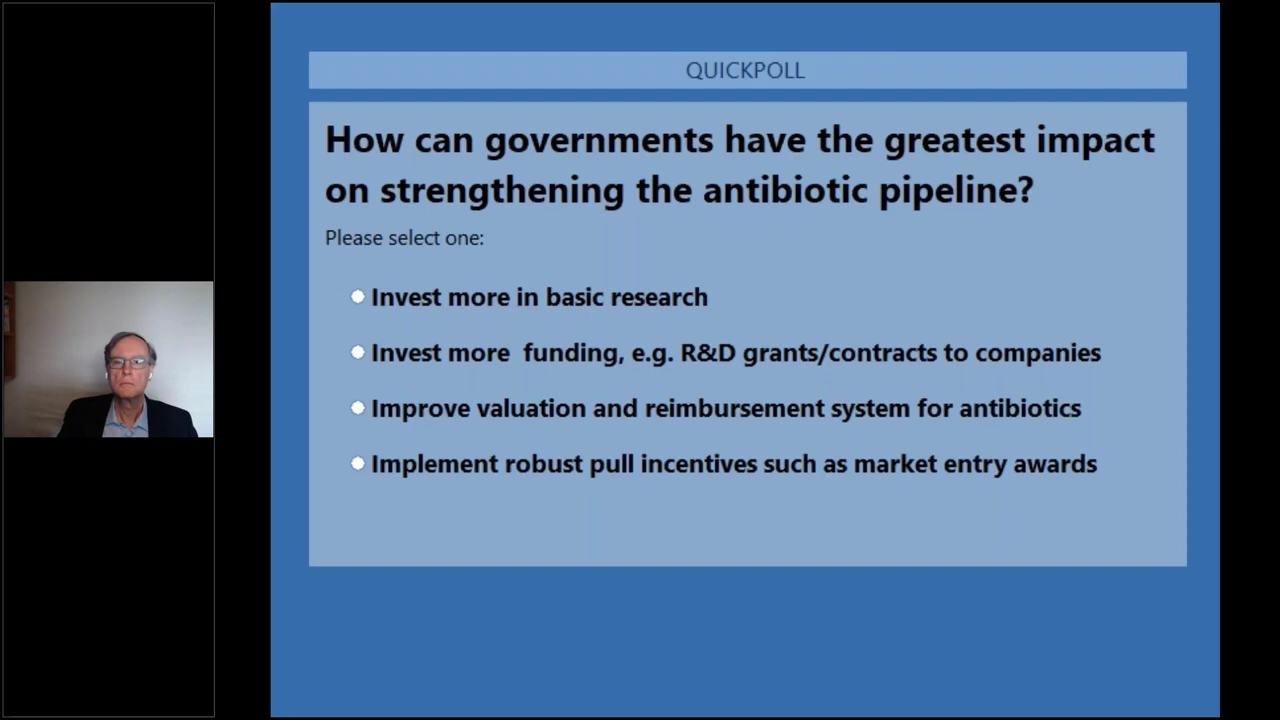 QUICKPOLL
How can governments have the greatest impact
on strengthening the antibiotic pipeline?
Please select one:
Invest more in basic research
Invest more  funding, e.g. R&D grants/contracts to companies
Improve valuation and reimbursement system for antibiotics
Implement robust pull incentives such as market entry awards